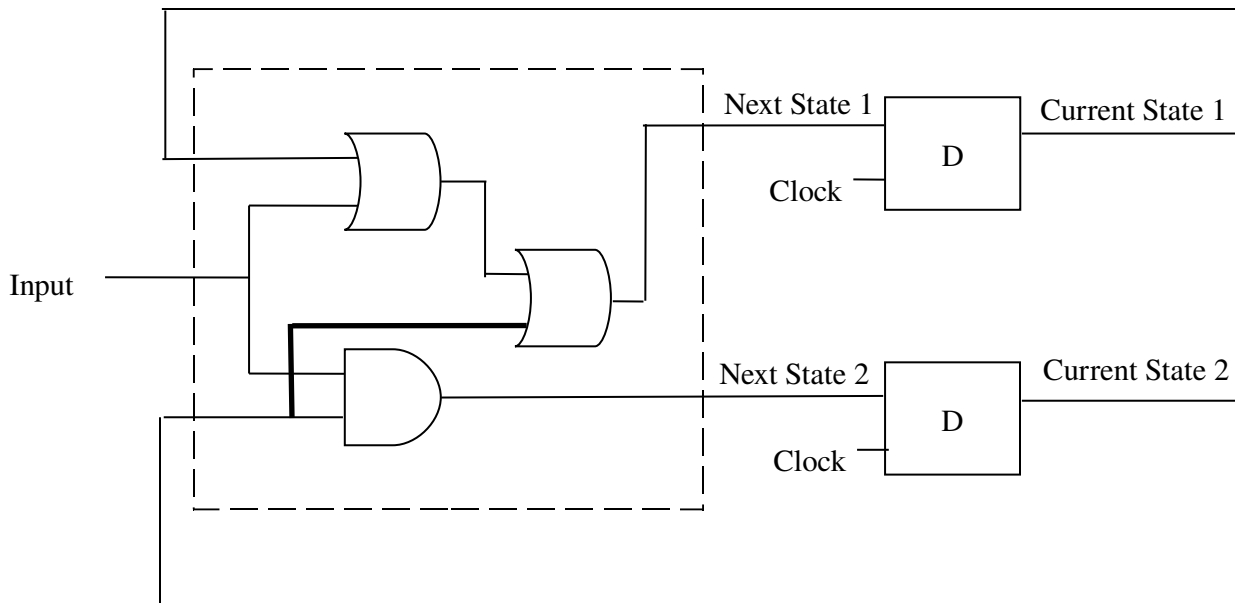 Next State 1
Current State 1
D
Clock
Input
Next State 2
Current State 2
D
Clock